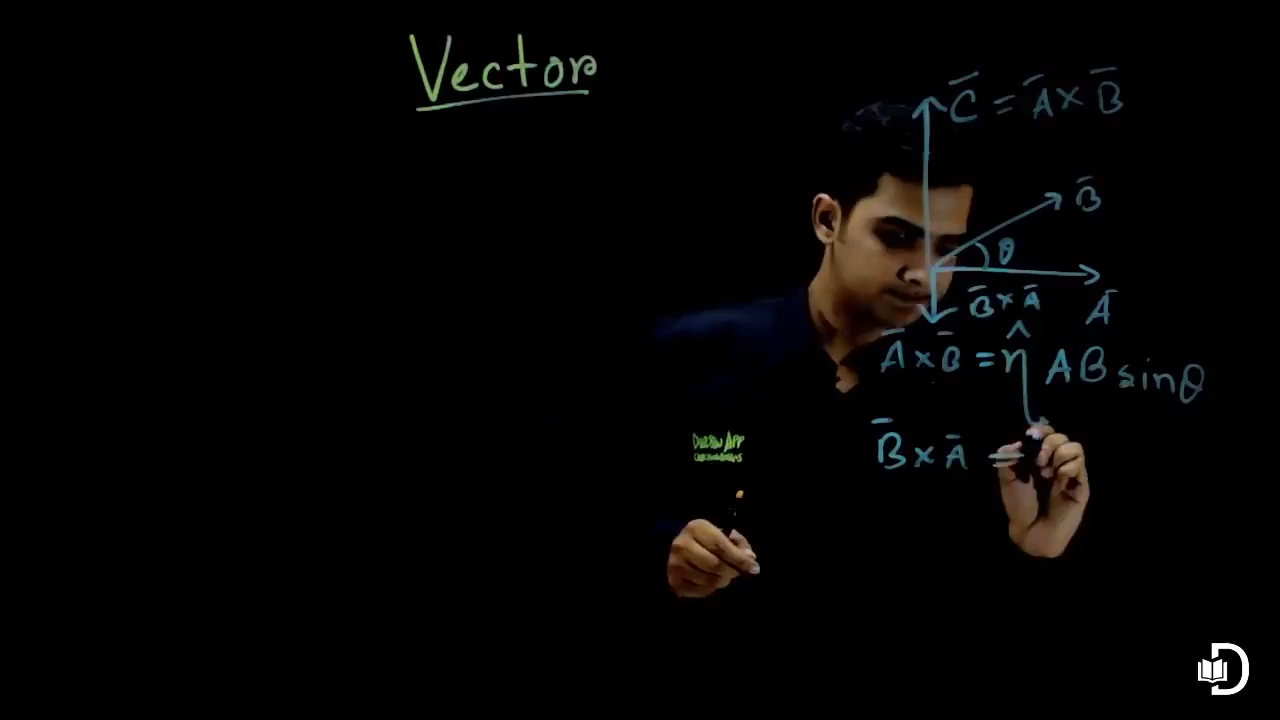 Vector
C̄ = Ā × B̄
B̄
θ
B̄ × Ā
Ā
Ā × B̄ = η̂ AB sinθ
B̄ × Ā =